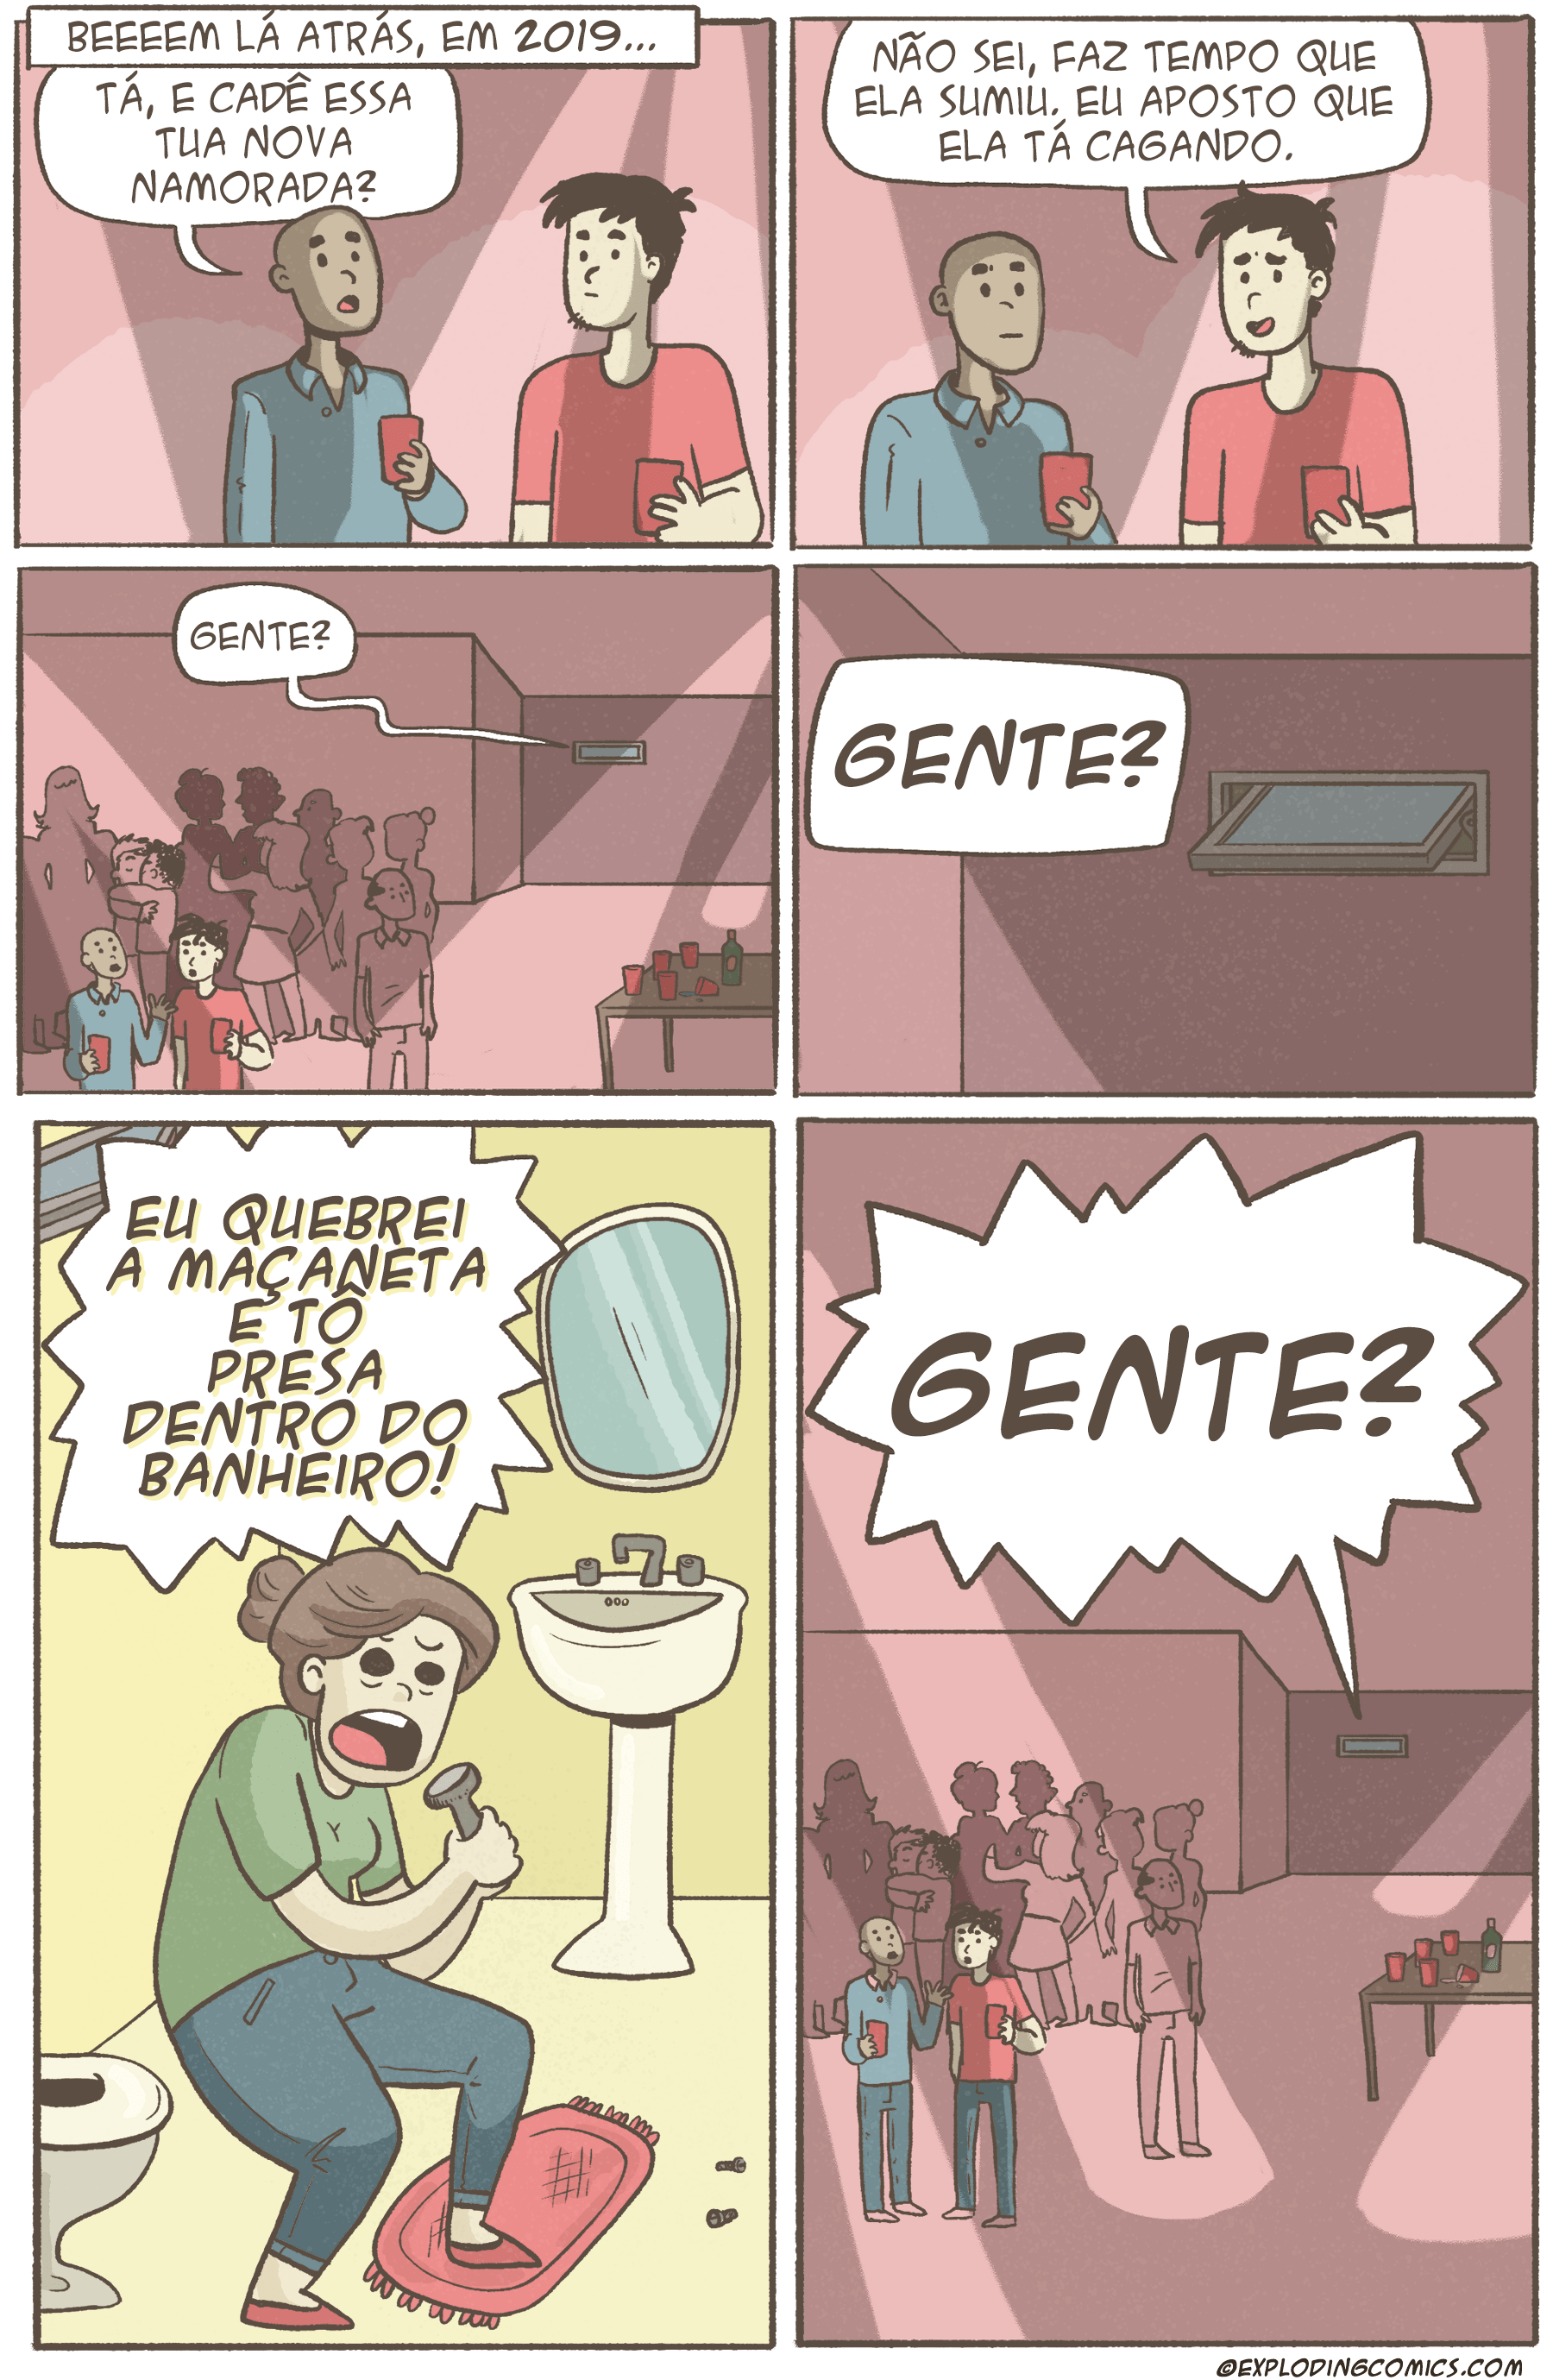 BEEEEM LÁ ATRÁS, EM 2019...
TÁ, E CADÊ ESSA
TUA NOVA
NAMORADA?
NÃO SEI, FAZ TEMPO QUE
ELA SUMIU. EU APOSTO QUE
ELA TÁ CAGANDO.
GENTE?
GENTE?
EU QUEBREI
A MAÇANETA
E TÔ
PRESA
DENTRO DO
BANHEIRO!
GENTE?
©EXPLODINGCOMICS.COM